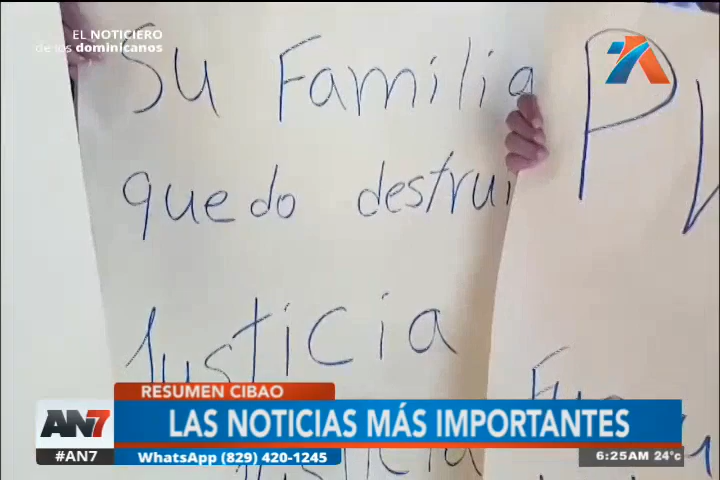 EL NOTICIERO
de los dominicanos
Su Familia
quedo destrui
Justicia
Justicia
RESUMEN CIBAO
LAS NOTICIAS MÁS IMPORTANTES
AN7
#AN7
WhatsApp (829) 420-1245
6:25AM 24°c